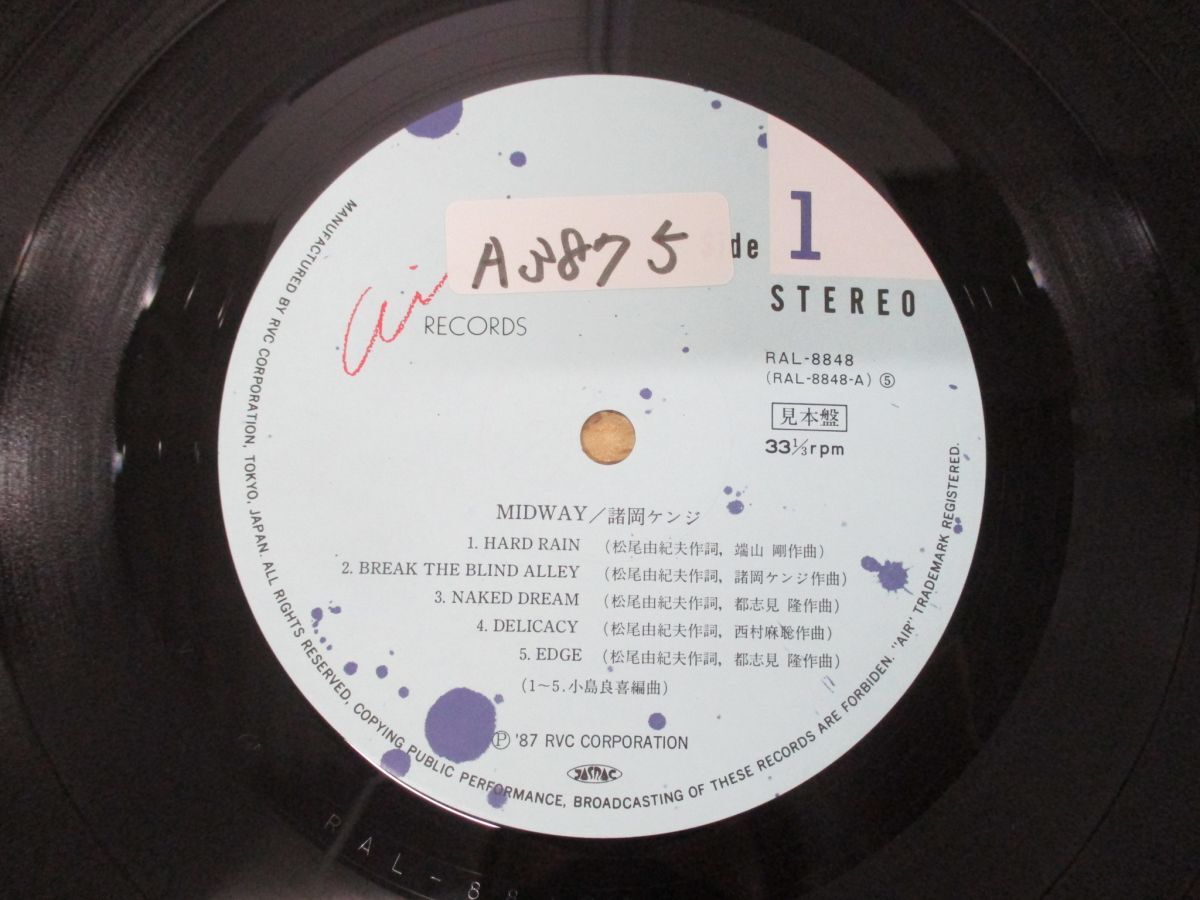 A3875
Side 1
STEREO
Air
RECORDS
RAL-8848
(RAL-8848-A) ⑤
見本盤
33⅓rpm
MIDWAY/諸岡ケンジ
1. HARD RAIN (松尾由紀夫作詞, 端山 剛作曲)
2. BREAK THE BLIND ALLEY (松尾由紀夫作詞, 諸岡ケンジ作曲)
3. NAKED DREAM (松尾由紀夫作詞, 都志見 隆作曲)
4. DELICACY (松尾由紀夫作詞, 西村麻聡作曲)
5. EDGE (松尾由紀夫作詞, 都志見 隆作曲)
(1〜5.小島良喜編曲)
Ⓟ '87 RVC CORPORATION
JASRAC
MANUFACTURED BY RVC CORPORATION, TOKYO, JAPAN. ALL RIGHTS RESERVED, COPYING PUBLIC PERFORMANCE, BROADCASTING OF THESE RECORDS ARE FORBIDDEN. "AIR" TRADEMARK REGISTERED.
RAL-88